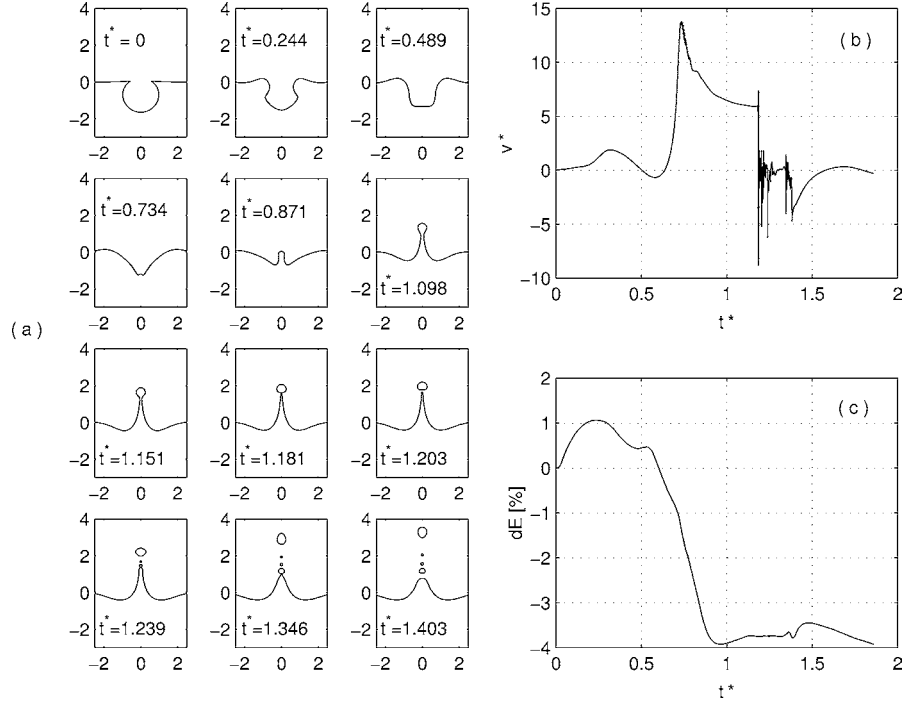 4
2
0
−2
t* = 0
−2 0 2
4
2
0
−2
t*=0.244
−2 0 2
4
2
0
−2
t*=0.489
−2 0 2
4
2
0
−2
t*=0.734
−2 0 2
4
2
0
−2
t*=0.871
−2 0 2
4
2
0
−2
t*=1.098
−2 0 2
( a )
4
2
0
−2
t*=1.151
−2 0 2
4
2
0
−2
t*=1.181
−2 0 2
4
2
0
−2
t*=1.203
−2 0 2
4
2
0
−2
t*=1.239
−2 0 2
4
2
0
−2
t*=1.346
−2 0 2
4
2
0
−2
t*=1.403
−2 0 2
15
10
5
0
−5
−10
v*
( b )
0 0.5 1 1.5 2
t*
2
1
0
−1
−2
−3
−4
dE [%]
( c )
0 0.5 1 1.5 2
t*